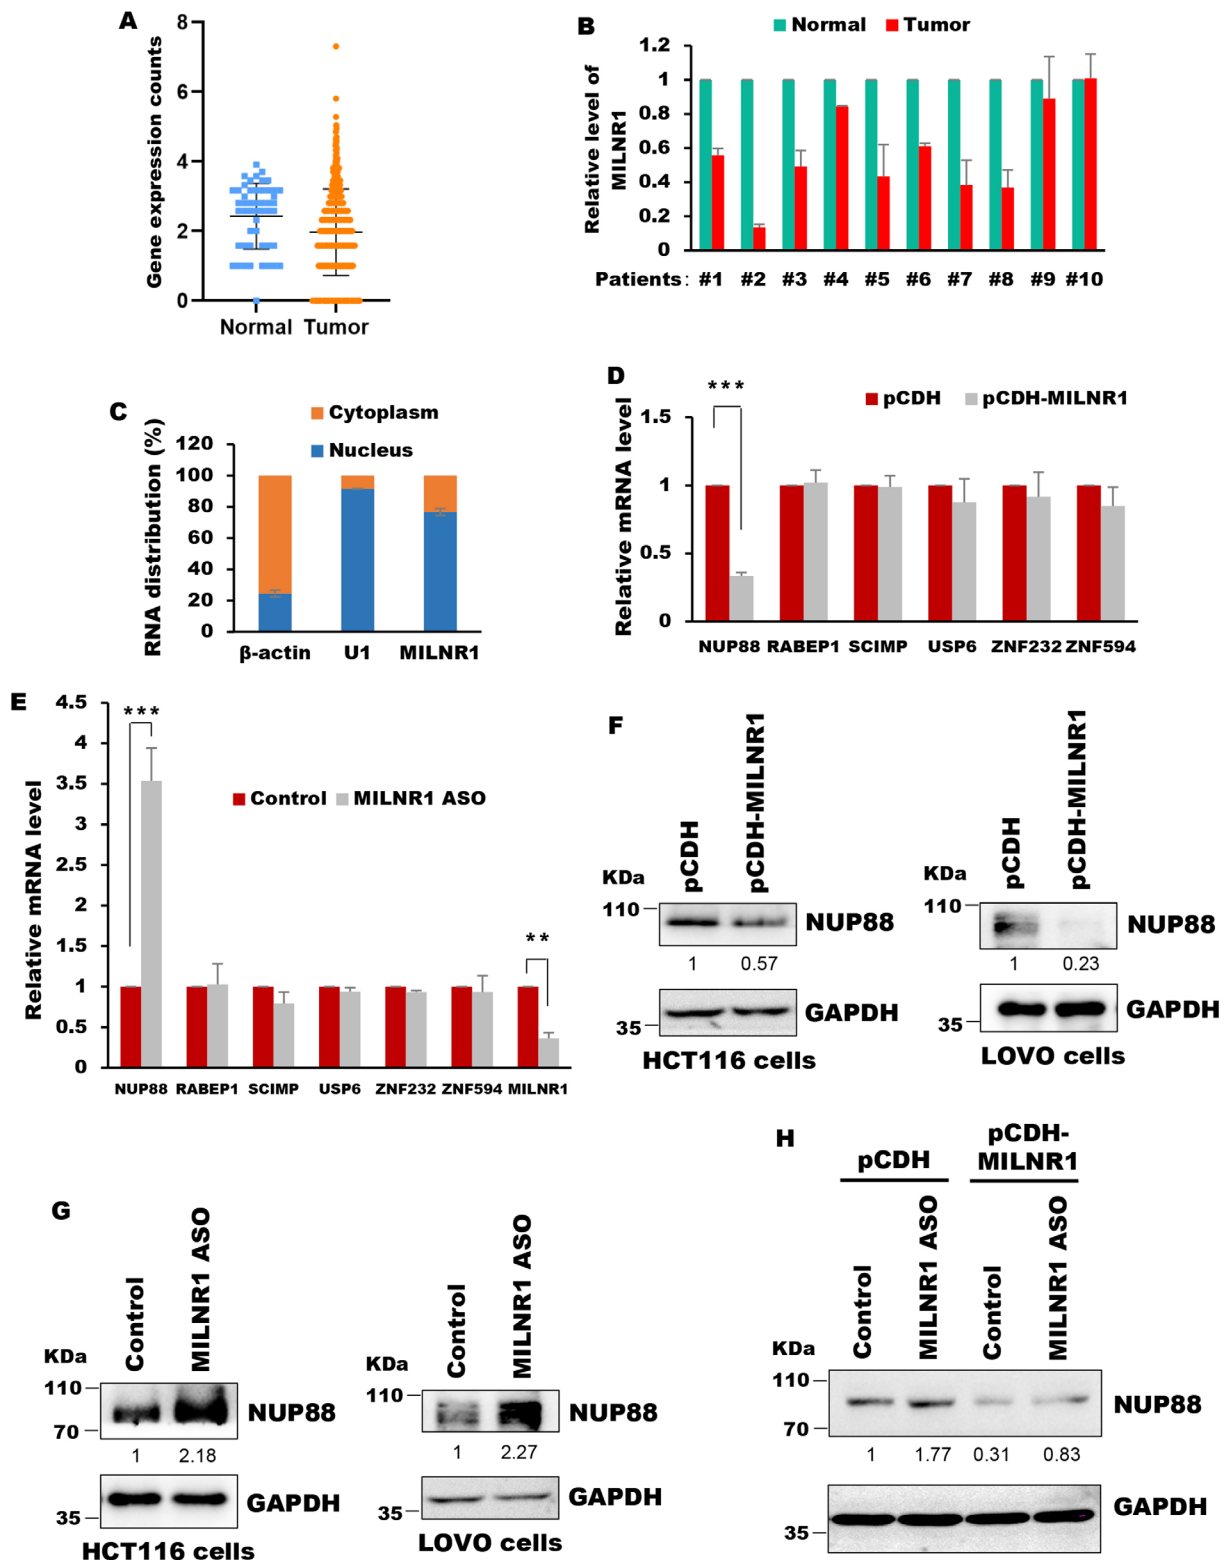 A
Gene expression counts
8
6
4
2
0
Normal Tumor
B
Normal Tumor
Relative level of
MILNR1
1.2
1
0.8
0.6
0.4
0.2
0
Patients: #1 #2 #3 #4 #5 #6 #7 #8 #9 #10
C
Cytoplasm
Nucleus
RNA distribution (%)
120
100
80
60
40
20
0
β-actin U1 MILNR1
D
***
pCDH pCDH-MILNR1
Relative mRNA level
1.5
1
0.5
0
NUP88 RABEP1 SCIMP USP6 ZNF232 ZNF594
E
***
Control MILNR1 ASO
**
Relative mRNA level
4.5
4
3.5
3
2.5
2
1.5
1
0.5
0
NUP88 RABEP1 SCIMP USP6 ZNF232 ZNF594 MILNR1
F
pCDH
pCDH-MILNR1
KDa
110
NUP88
1 0.57
35
GAPDH
HCT116 cells
pCDH
pCDH-MILNR1
KDa
110
NUP88
1 0.23
35
GAPDH
LOVO cells
G
Control
MILNR1 ASO
KDa
110
70
NUP88
1 2.18
35
GAPDH
HCT116 cells
Control
MILNR1 ASO
KDa
110
NUP88
1 2.27
35
GAPDH
LOVO cells
H
pCDH
pCDH-
MILNR1
Control
MILNR1 ASO
Control
MILNR1 ASO
KDa
110
70
NUP88
1 1.77 0.31 0.83
35
GAPDH